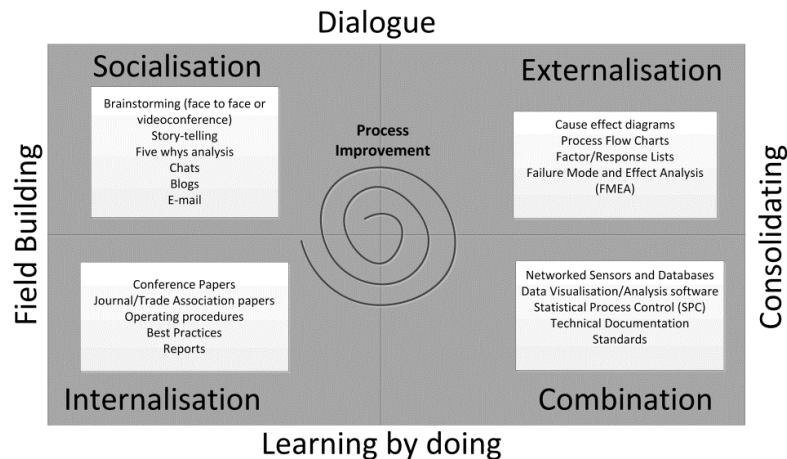 Dialogue
Socialisation
Brainstorming (face to face or
videoconference)
Story-telling
Five whys analysis
Chats
Blogs
E-mail
Process
Improvement
Externalisation
Cause effect diagrams
Process Flow Charts
Factor/Response Lists
Failure Mode and Effect Analysis
(FMEA)
Field Building
Consolidating
Conference Papers
Journal/Trade Association papers
Operating procedures
Best Practices
Reports
Internalisation
Networked Sensors and Databases
Data Visualisation/Analysis software
Statistical Process Control (SPC)
Technical Documentation
Standards
Combination
Learning by doing